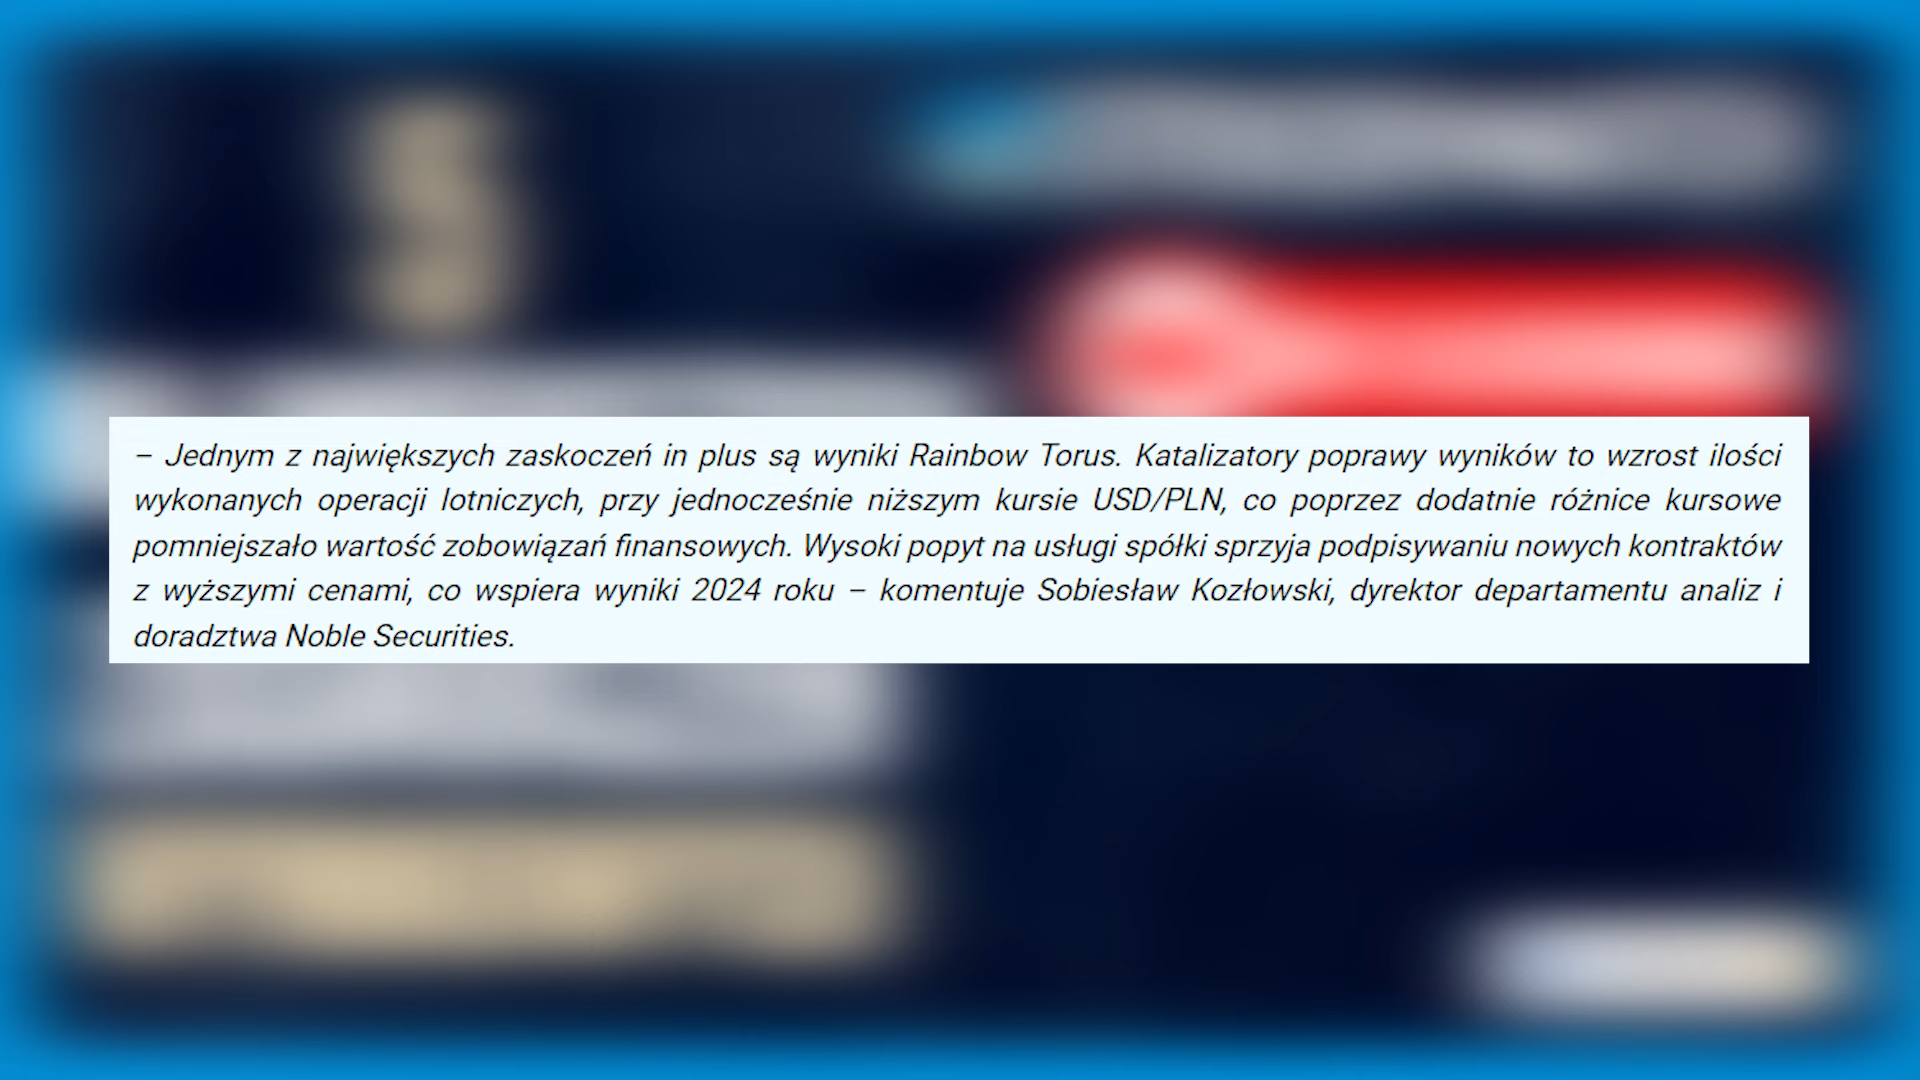 – Jednym z największych zaskoczeń in plus są wyniki Rainbow Torus. Katalizatory poprawy wyników to wzrost ilości
wykonanych operacji lotniczych, przy jednocześnie niższym kursie USD/PLN, co poprzez dodatnie różnice kursowe
pomniejszało wartość zobowiązań finansowych. Wysoki popyt na usługi spółki sprzyja podpisywaniu nowych kontraktów
z wyższymi cenami, co wspiera wyniki 2024 roku – komentuje Sobiesław Kozłowski, dyrektor departamentu analiz i
doradztwa Noble Securities.